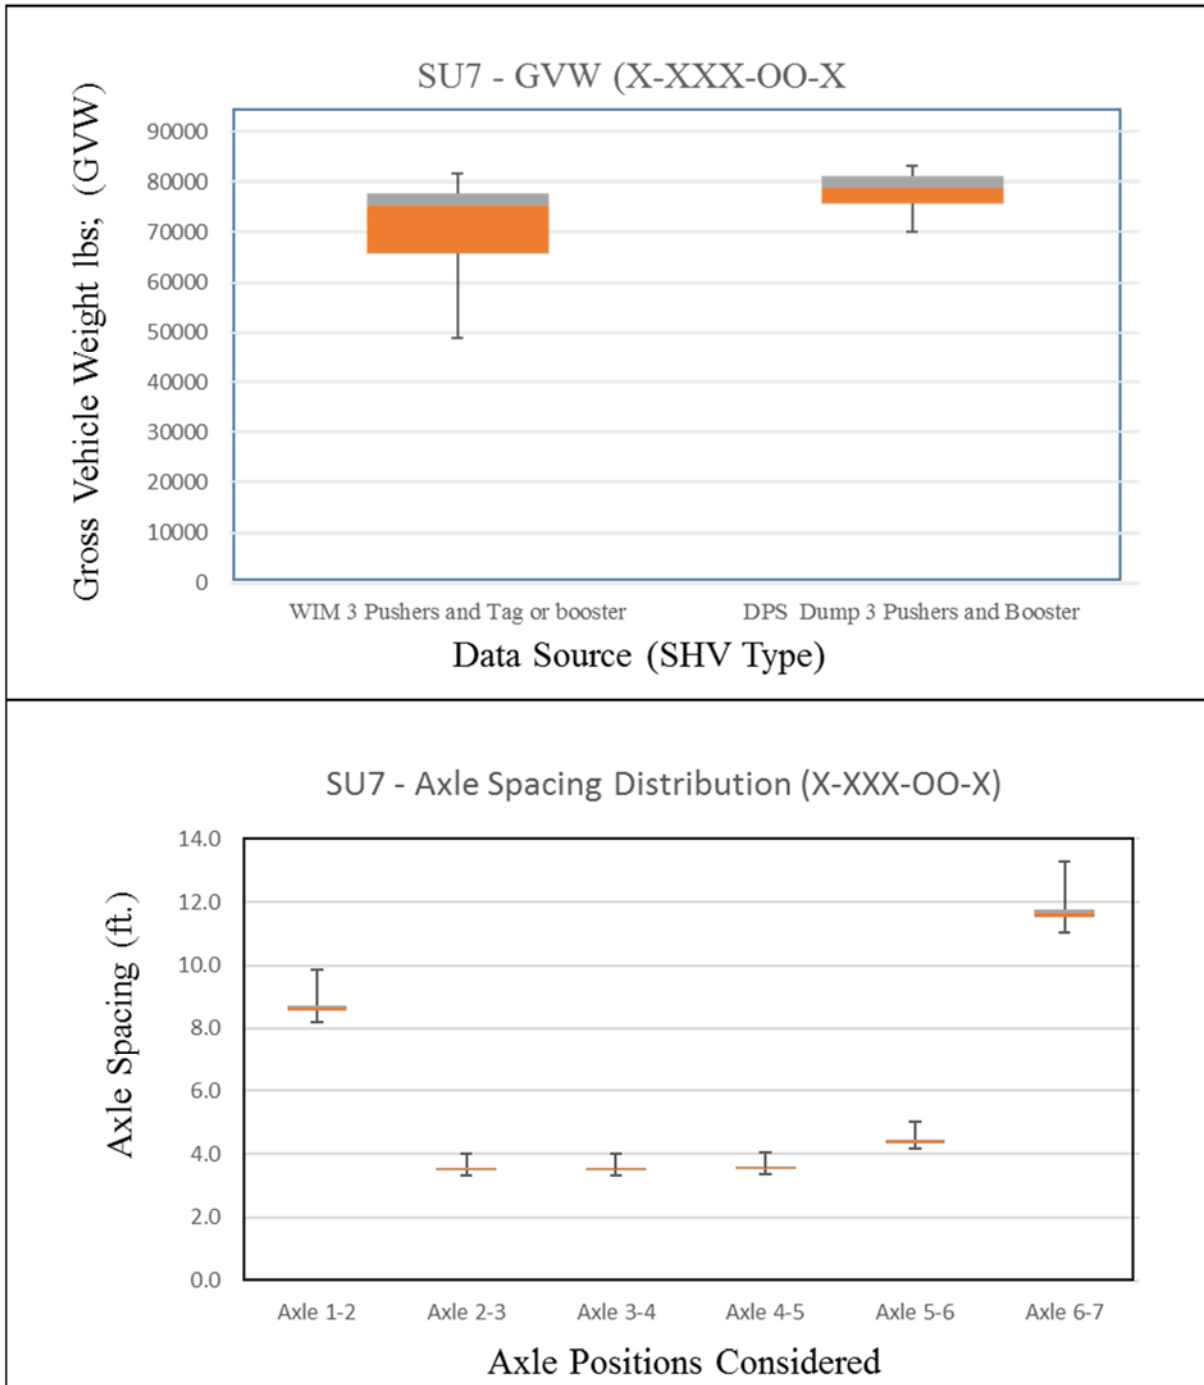 SU7 - GVW (X-XXX-OO-X
Gross Vehicle Weight lbs; (GVW)
90000
80000
70000
60000
50000
40000
30000
20000
10000
0
WIM 3 Pushers and Tag or booster
DPS Dump 3 Pushers and Booster
Data Source (SHV Type)
SU7 - Axle Spacing Distribution (X-XXX-OO-X)
Axle Spacing (ft.)
14.0
12.0
10.0
8.0
6.0
4.0
2.0
0.0
Axle 1-2
Axle 2-3
Axle 3-4
Axle 4-5
Axle 5-6
Axle 6-7
Axle Positions Considered